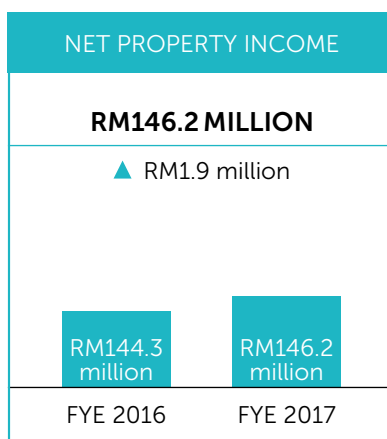 NET PROPERTY INCOME
RM146.2 MILLION
▲ RM1.9 million
RM144.3
million
RM146.2
million
FYE 2016
FYE 2017